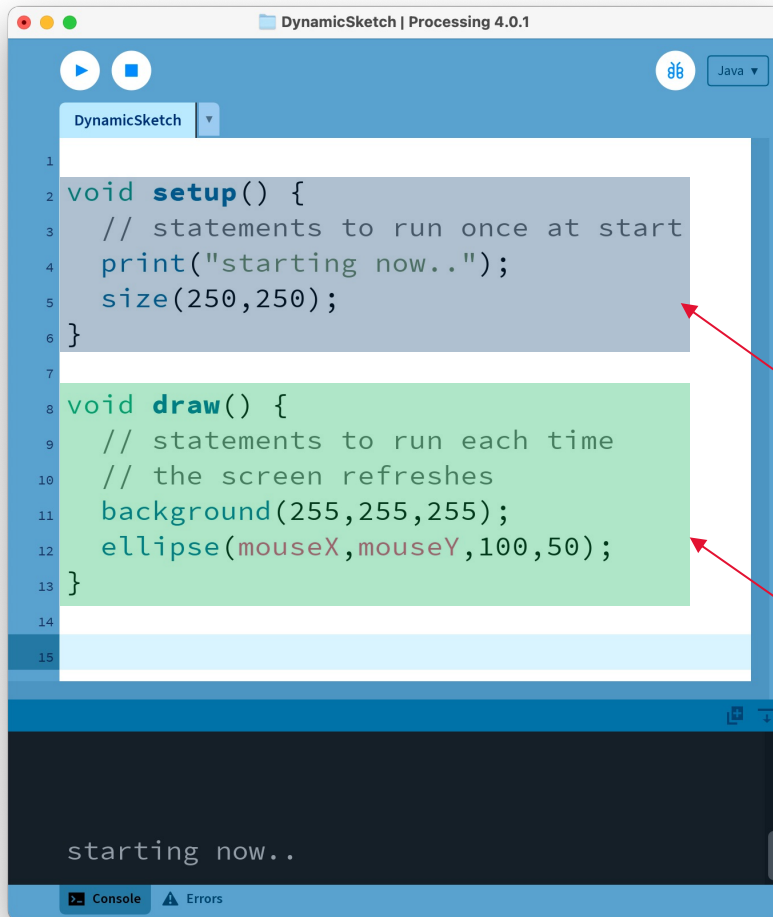 DynamicSketch | Processing 4.0.1
Java ▾
DynamicSketch ▾
1
2 void setup() {
3 // statements to run once at start
4 print("starting now..");
5 size(250,250);
6 }
7
8 void draw() {
9 // statements to run each time
10 // the screen refreshes
11 background(255,255,255);
12 ellipse(mouseX,mouseY,100,50);
13 }
14
15
starting now..
Console Errors